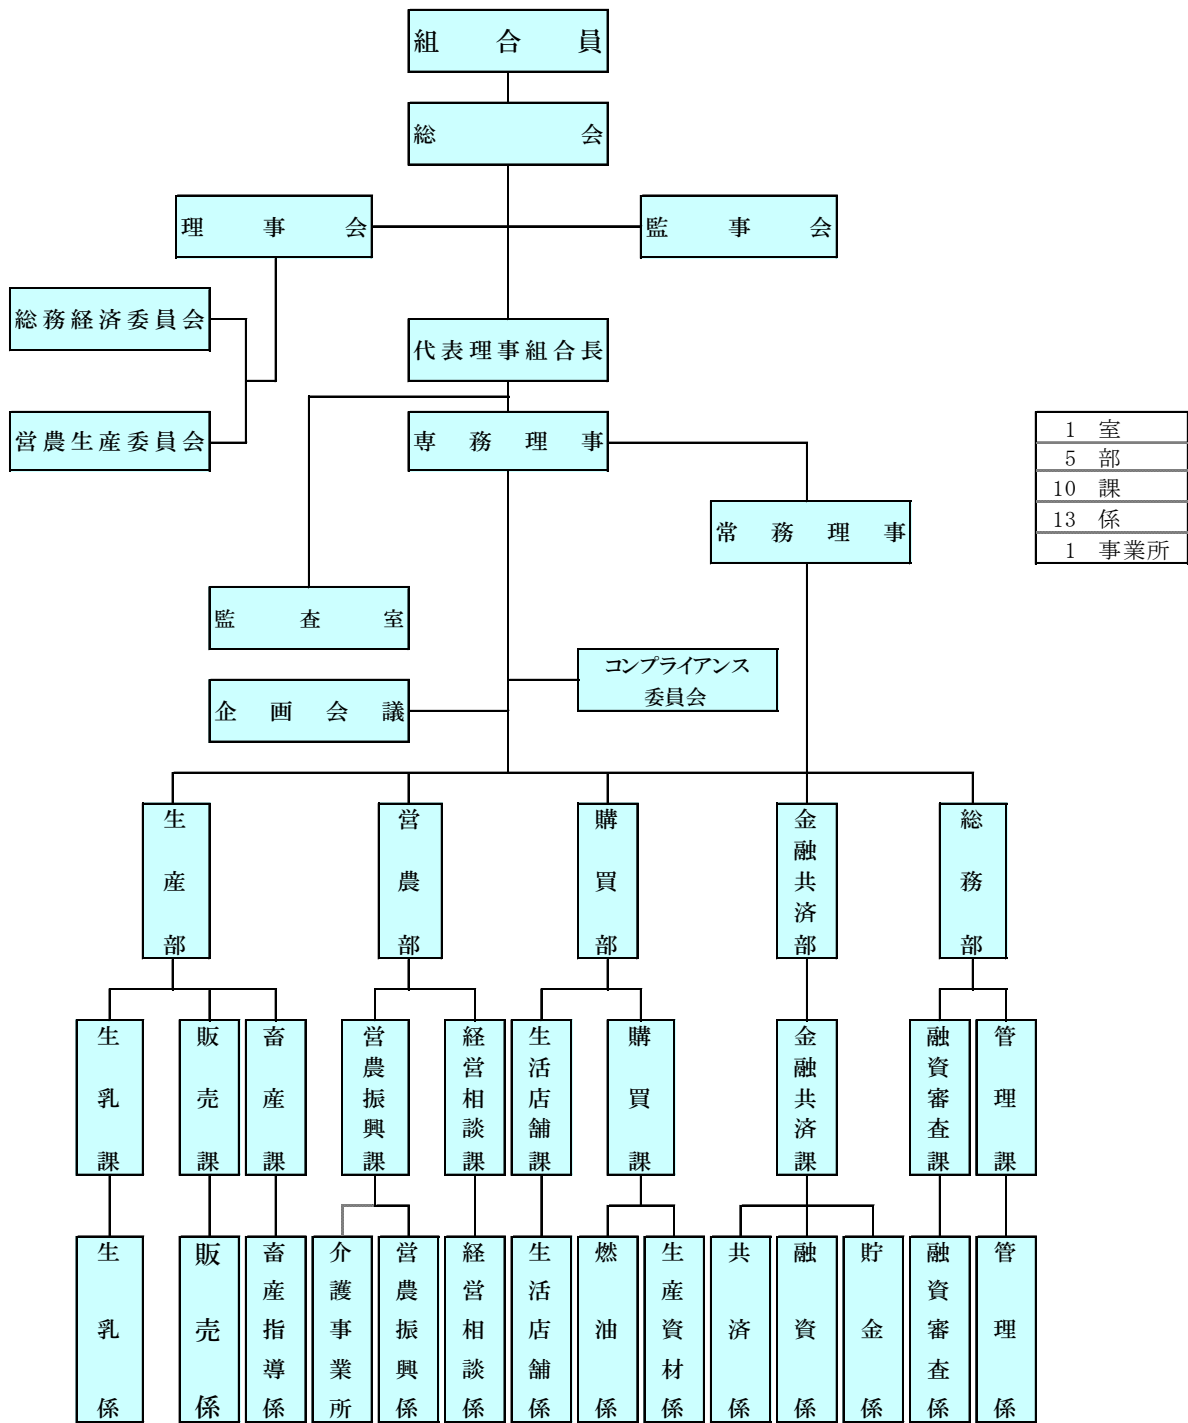 組合員
総会
理事会
監事会
総務経済委員会
代表理事組合長
営農生産委員会
専務理事
1 室
5 部
10 課
13 係
1 事業所
常務理事
監査室
コンプライアンス
委員会
企画会議
生産部
営農部
購買部
金融共済部
総務部
生乳課
販売課
畜産課
営農振興課
経営相談課
生活店舗課
購買課
金融共済課
融資審査課
管理課
生乳係
販売係
畜産指導係
介護事業所
営農振興係
経営相談係
生活店舗係
燃油係
生産資材係
共済係
融資係
貯金係
融資審査係
管理係